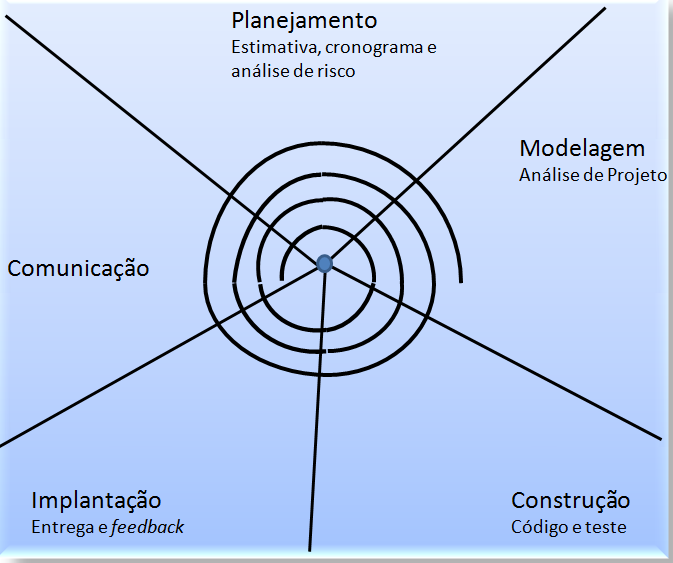 Planejamento
Estimativa, cronograma e
análise de risco
Modelagem
Análise de Projeto
Comunicação
Implantação
Entrega e feedback
Construção
Código e teste